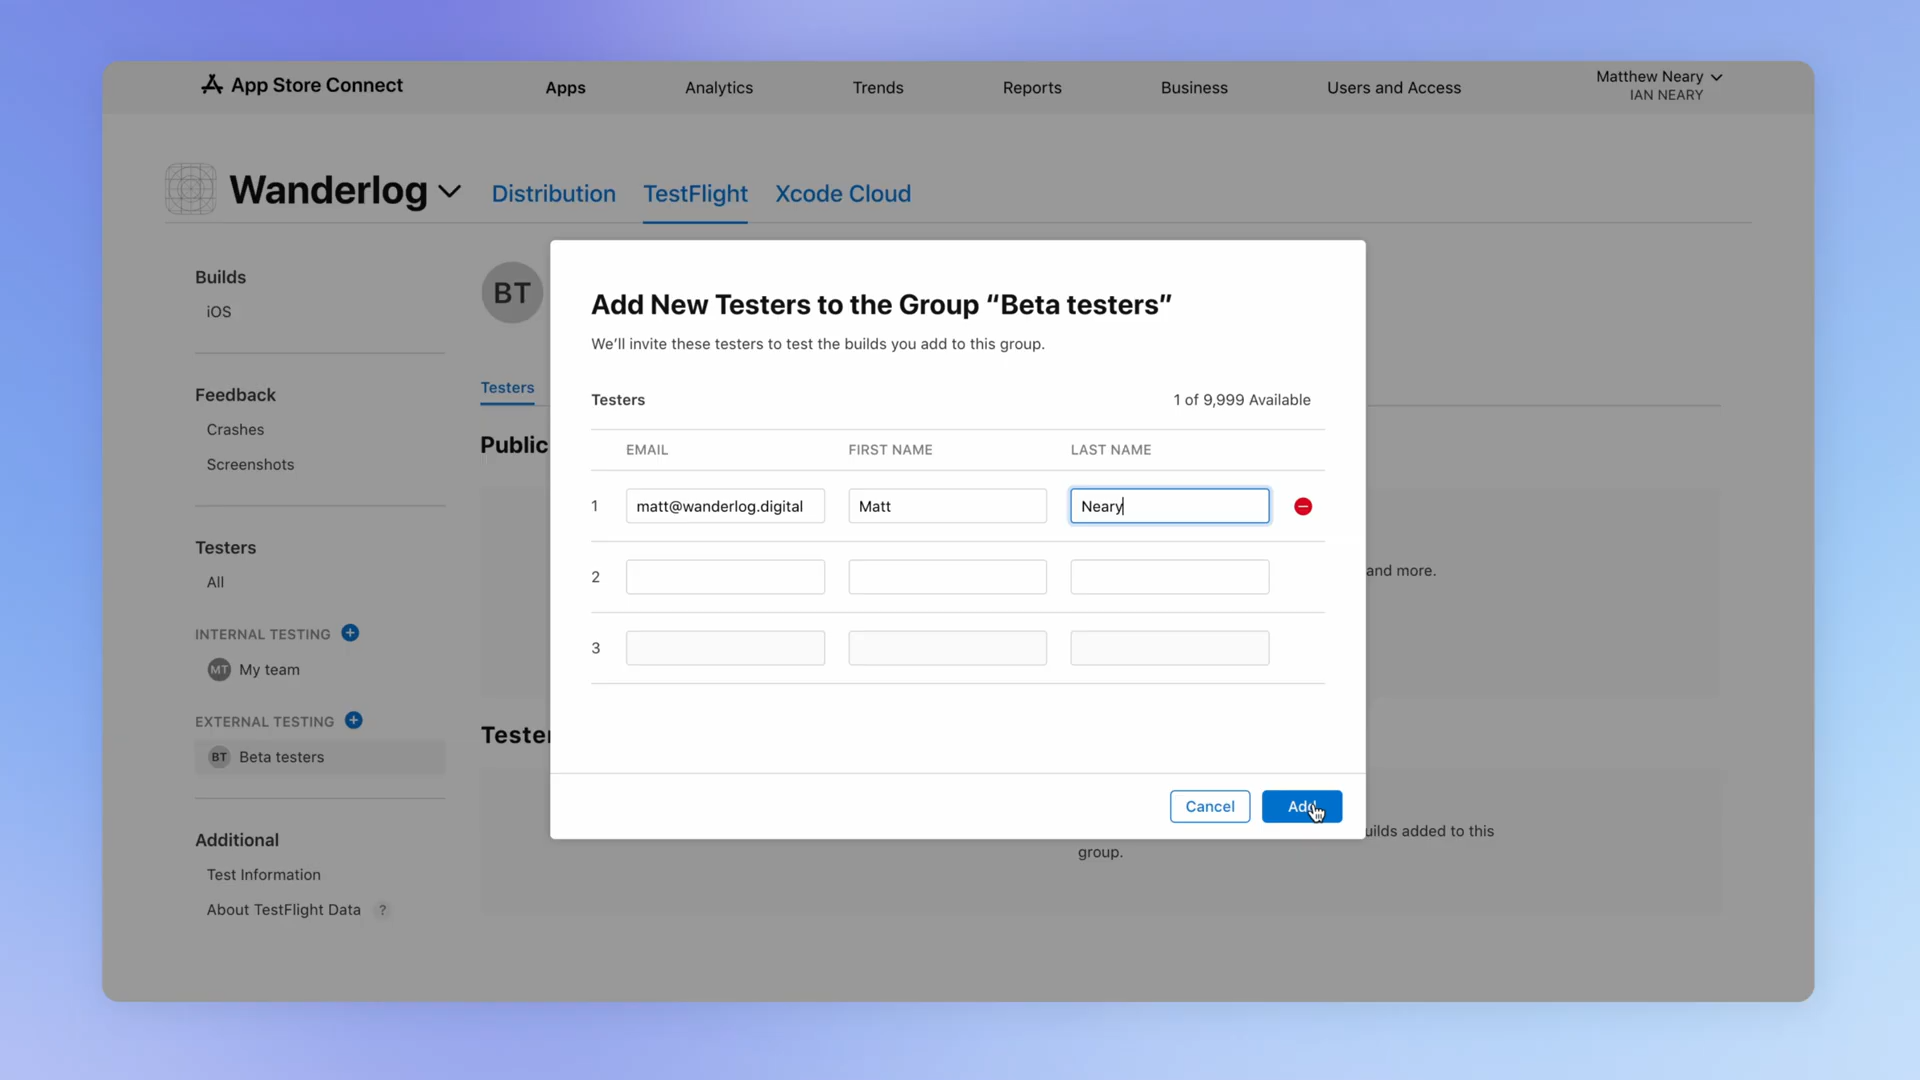 App Store Connect
Apps
Analytics
Trends
Reports
Business
Users and Access
Matthew Neary
IAN NEARY
Wanderlog
Distribution
TestFlight
Xcode Cloud
Builds
iOS
Feedback
Crashes
Screenshots
Testers
All
INTERNAL TESTING
MT My team
EXTERNAL TESTING
BT Beta testers
Additional
Test Information
About TestFlight Data ?
BT
Testers
Public
and more.
Tester
uilds added to this
group.
Add New Testers to the Group “Beta testers”
We’ll invite these testers to test the builds you add to this group.
Testers
1 of 9,999 Available
EMAIL FIRST NAME LAST NAME
1 matt@wanderlog.digital Matt Neary
2
3
Cancel
Add